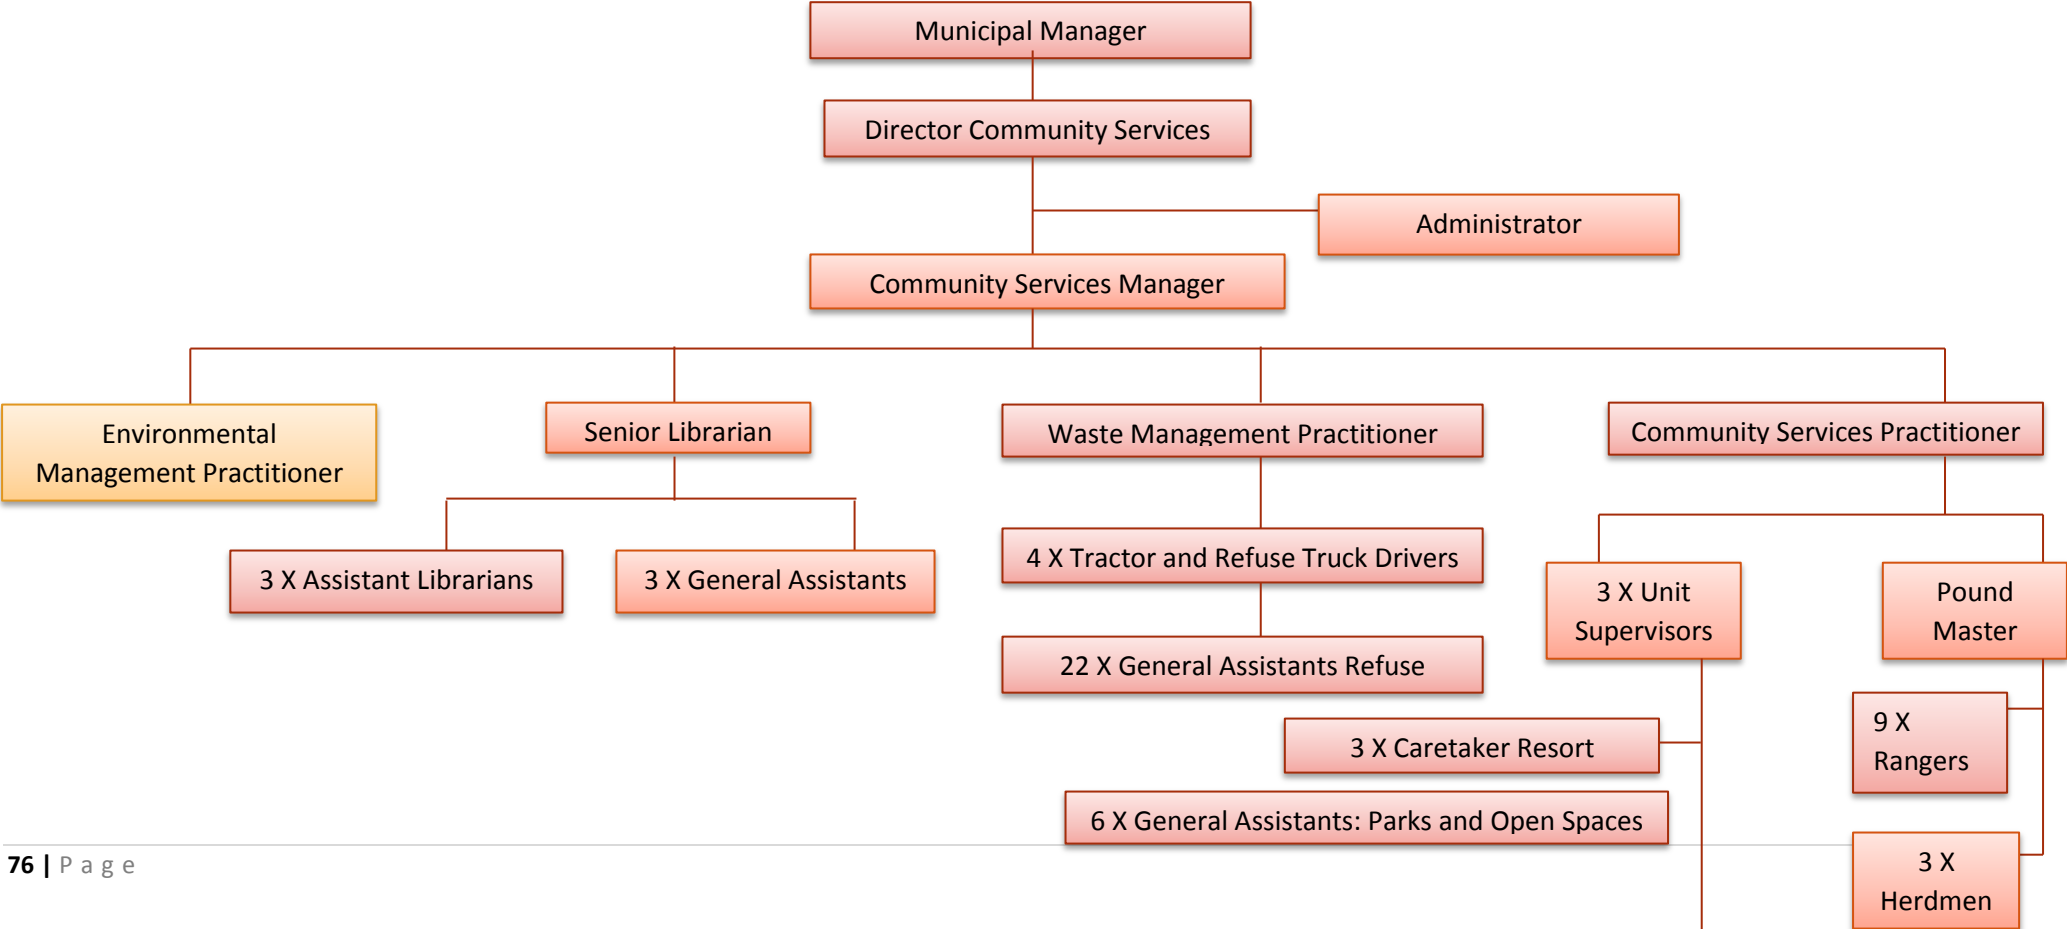 Municipal Manager
Director Community Services
Administrator
Community Services Manager
Environmental
Management Practitioner
Senior Librarian
Waste Management Practitioner
Community Services Practitioner
3 X Assistant Librarians
3 X General Assistants
4 X Tractor and Refuse Truck Drivers
22 X General Assistants Refuse
3 X Unit
Supervisors
Pound
Master
3 X Caretaker Resort
9 X
Rangers
6 X General Assistants: Parks and Open Spaces
3 X
Herdmen
76 | P a g e